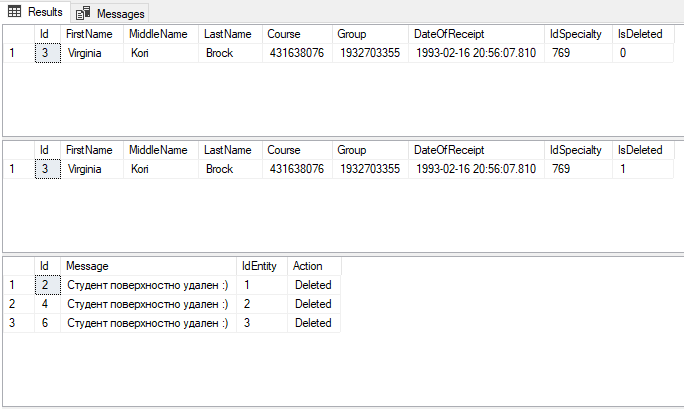 Results Messages
Id FirstName MiddleName LastName Course Group DateOfReceipt IdSpecialty IsDeleted
1 3 Virginia Kori Brock 431638076 1932703355 1993-02-16 20:56:07.810 769 0
Id FirstName MiddleName LastName Course Group DateOfReceipt IdSpecialty IsDeleted
1 3 Virginia Kori Brock 431638076 1932703355 1993-02-16 20:56:07.810 769 1
Id Message IdEntity Action
1 2 Студент поверхностно удален :) 1 Deleted
2 4 Студент поверхностно удален :) 2 Deleted
3 6 Студент поверхностно удален :) 3 Deleted